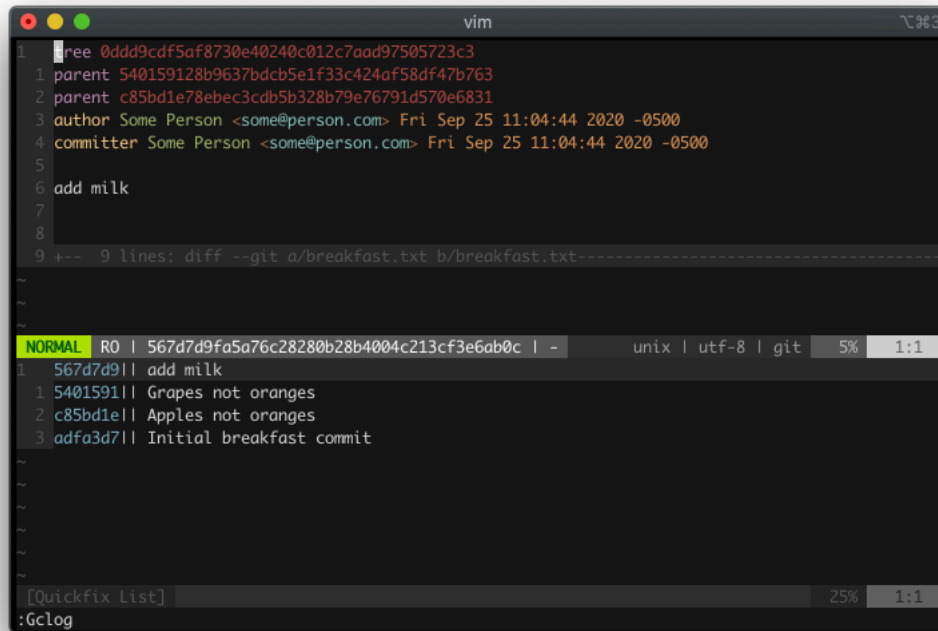 vim ⌥⌘3
1 tree 0ddd9cdf5af8730e40240c012c7aad97505723c3
1 parent 540159128b9637bdcb5e1f33c424af58df47b763
2 parent c85bd1e78ebec3cdb5b328b79e76791d570e6831
3 author Some Person <some@person.com> Fri Sep 25 11:04:44 2020 -0500
4 committer Some Person <some@person.com> Fri Sep 25 11:04:44 2020 -0500
5
6 add milk
7
8
9 +--  9 lines: diff --git a/breakfast.txt b/breakfast.txt---------------------------------------
~
~
~
NORMAL RO | 567d7d9fa5a76c28280b28b4004c213cf3e6ab0c | - unix | utf-8 | git 5% 1:1
1 567d7d9|| add milk
1 5401591|| Grapes not oranges
2 c85bd1e|| Apples not oranges
3 adfa3d7|| Initial breakfast commit
~
~
~
~
~
~
[Quickfix List] 25% 1:1
:Gclog